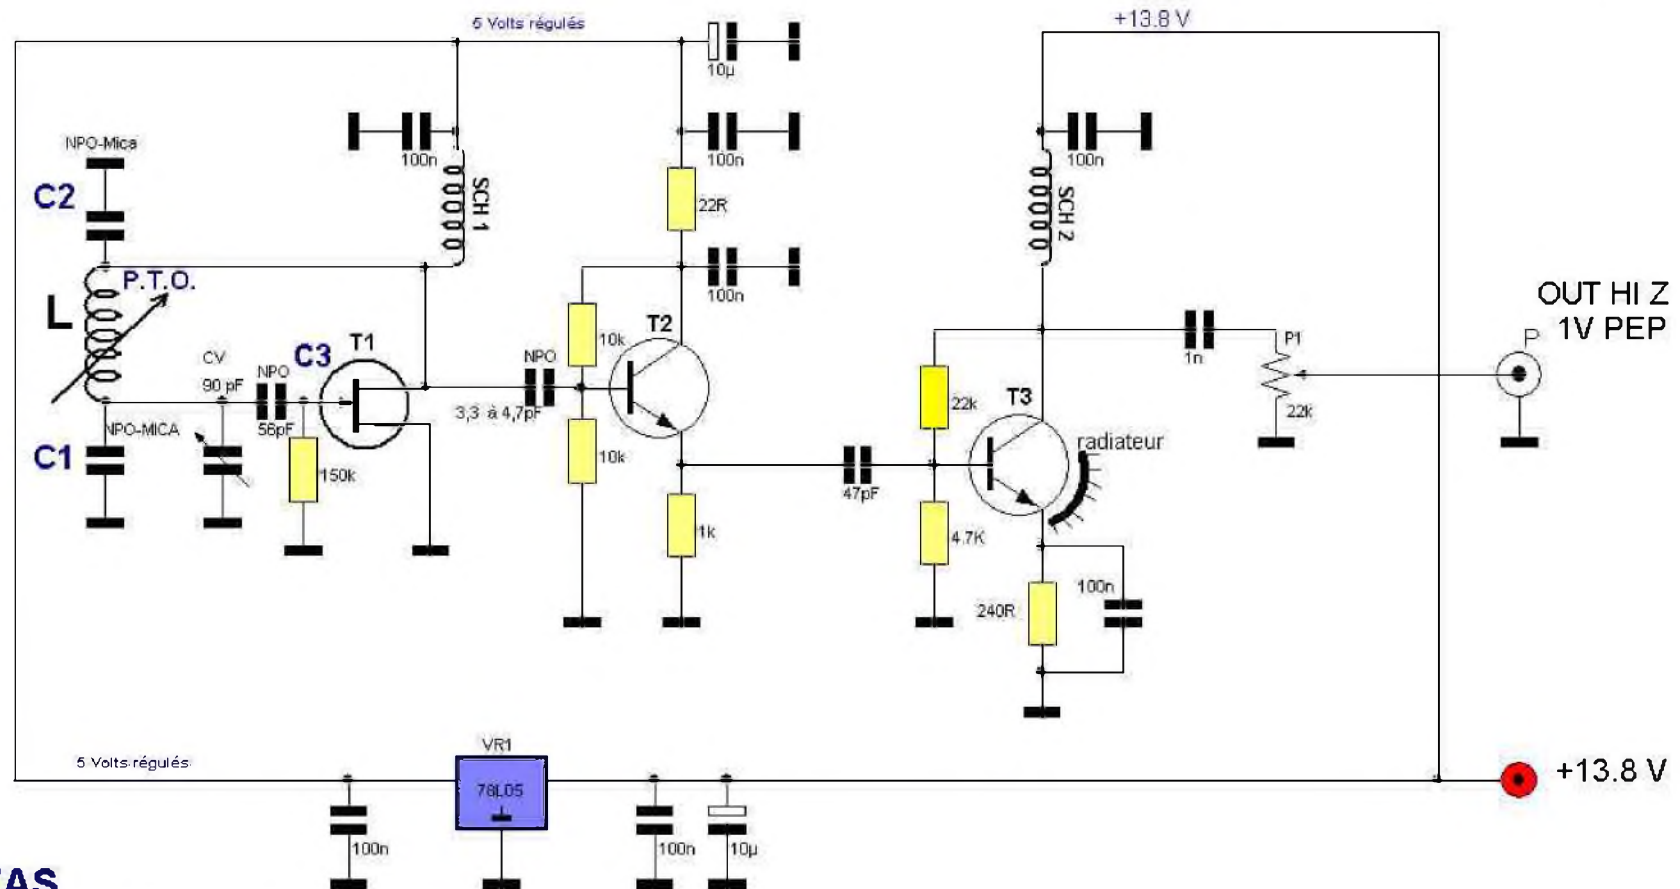 5 Volts régulés
+13.8 V
10µ
NPO-Mica
100n
100n
100n
C2
SCH 1
22R
SCH 2
P.T.O.
100n
OUT HI Z
1V PEP
L
T1
T2
10k
P
P1
C3
CV
NPO
NPO
1n
90 pF
3,3 à 4,7pF
22k
T3
22k
56pF
NPO-MICA
radiateur
C1
10k
150k
47pF
1k
4.7K
100n
240R
VR1
5 Volts régulés
78L05
+13.8 V
100n
100n
10µ